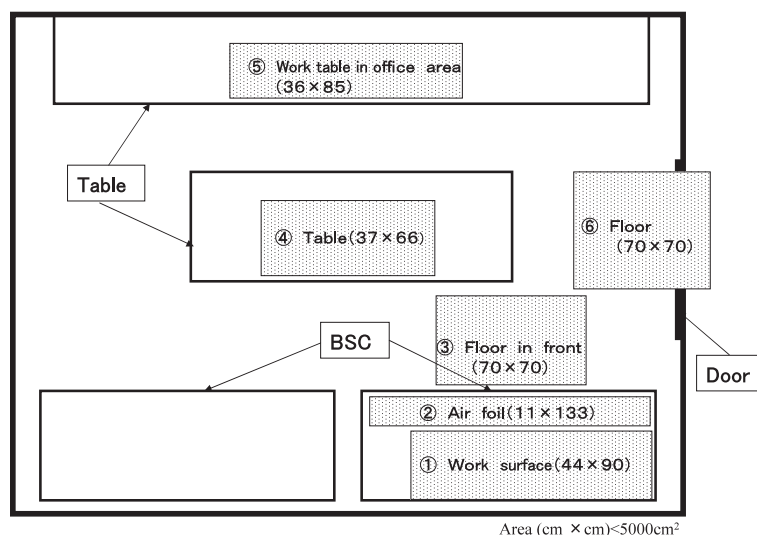 ⑤ Work table in office area
(36×85)
Table
④ Table(37×66)
⑥ Floor
(70×70)
BSC
③ Floor in front
(70×70)
Door
② Air foil(11×133)
① Work surface(44×90)
Area (cm ×cm)<5000cm²